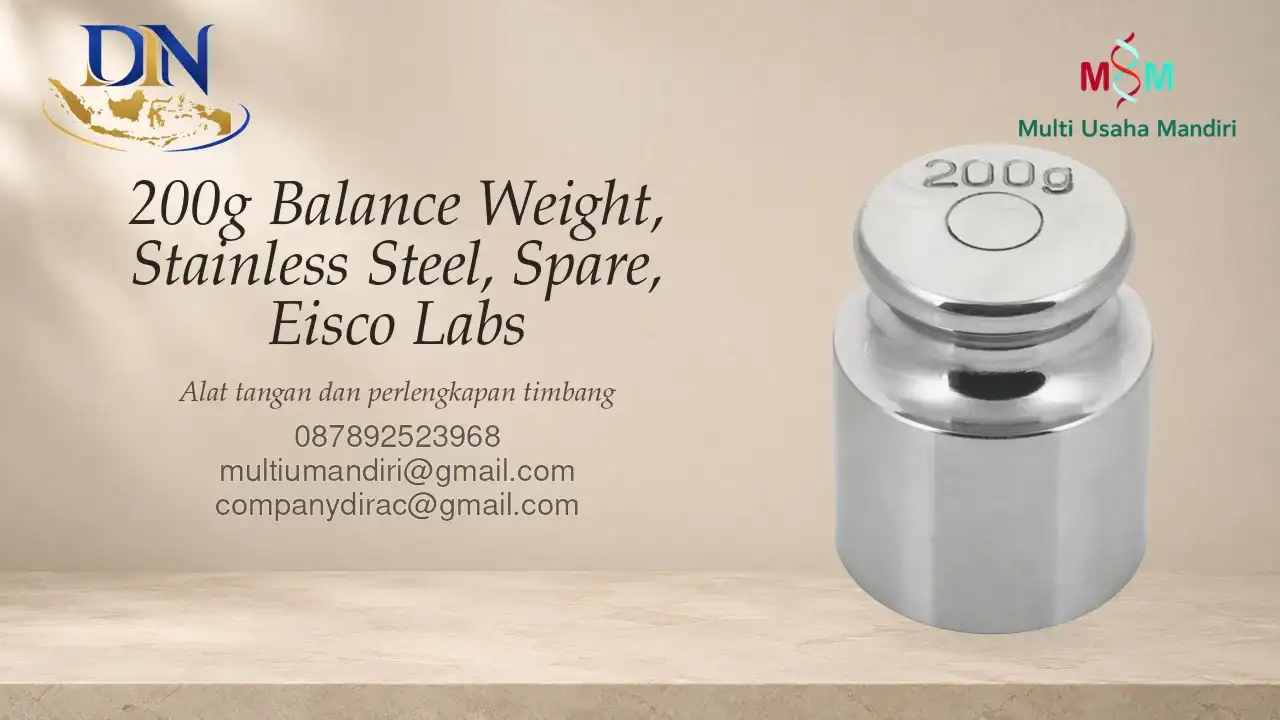 DN
M M
Multi Usaha Mandiri
200g
200g Balance Weight,
Stainless Steel, Spare,
Eisco Labs
Alat tangan dan perlengkapan timbang
087892523968
multiumandiri@gmail.com
companydirac@gmail.com